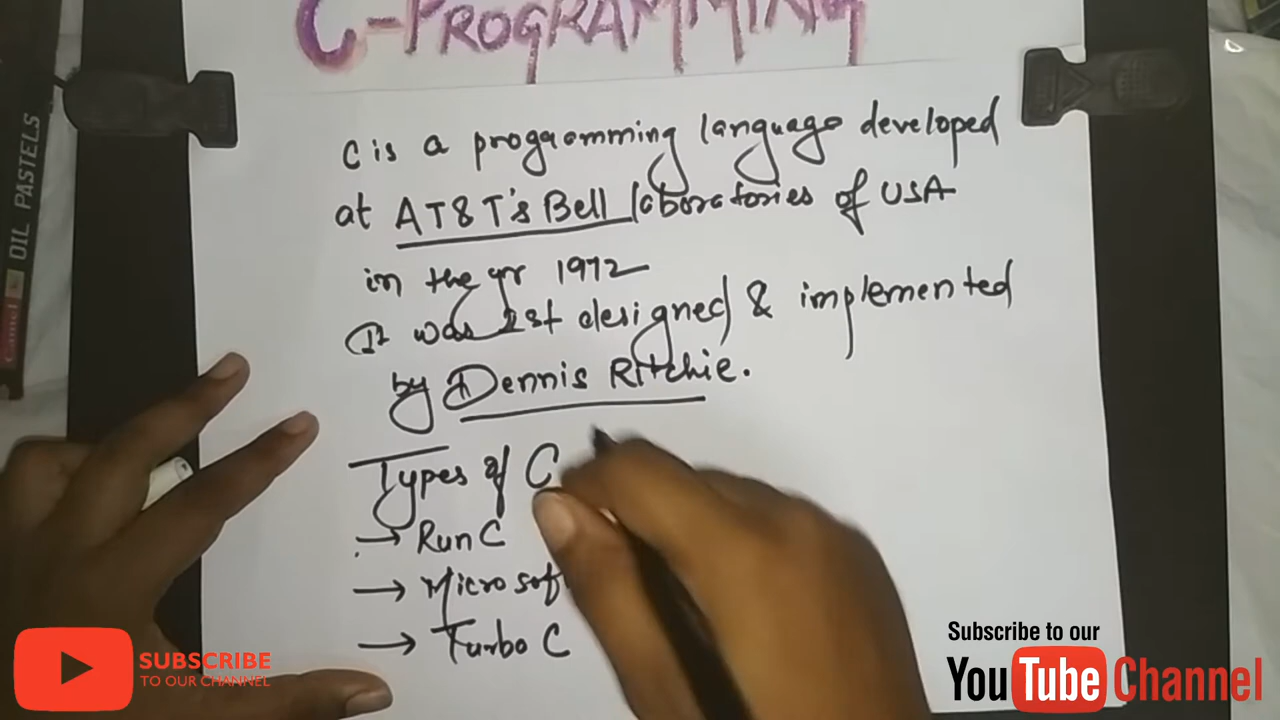 C-PROGRAMMING
C is a programming language developed
at AT&T's Bell laboratories of USA
in the yr 1972
It was 1st designed & implemented
by Dennis Ritchie.
Types of C
→ Run C
→ Microsoft
→ Turbo C
OIL PASTELS
Camel
SUBSCRIBE
TO OUR CHANNEL
Subscribe to our
YouTube Channel